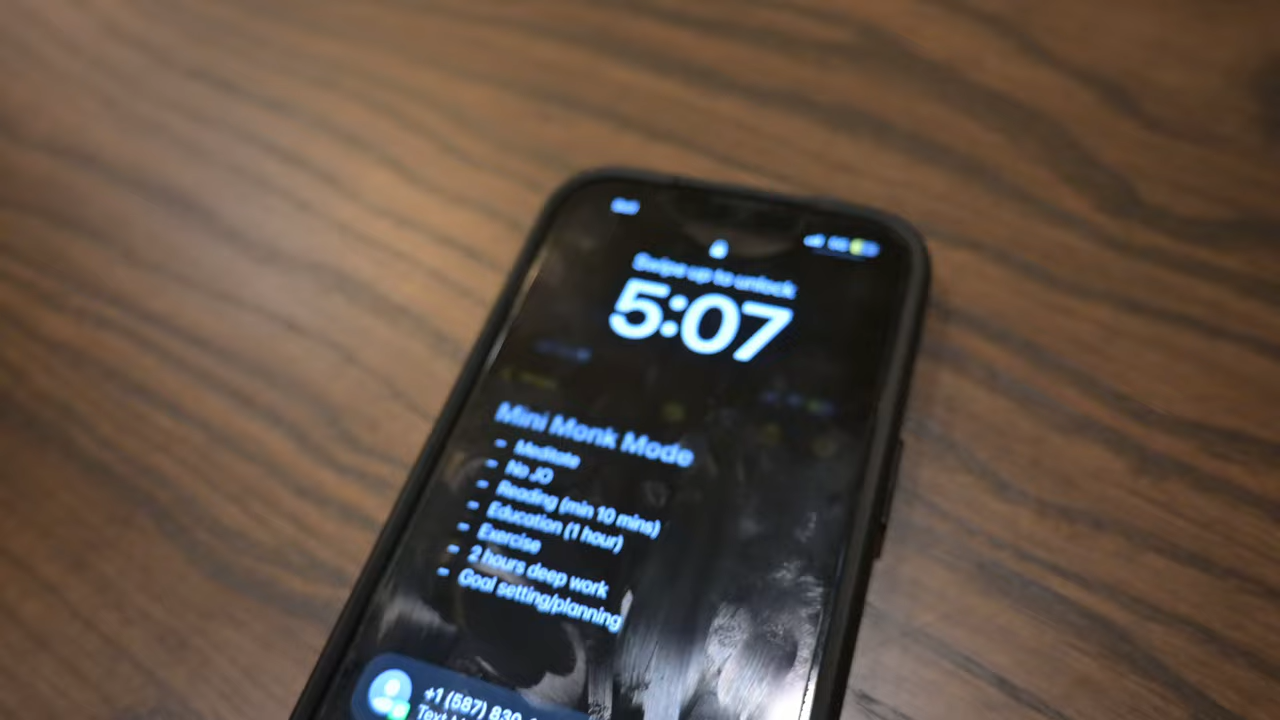 Swipe up to unlock
5:07
Mini Monk Mode
- Meditate
- No JO
- Reading (min 10 mins)
- Education (1 hour)
- Exercise
- 2 hours deep work
- Goal setting/planning
+1 (587) 830-
Text